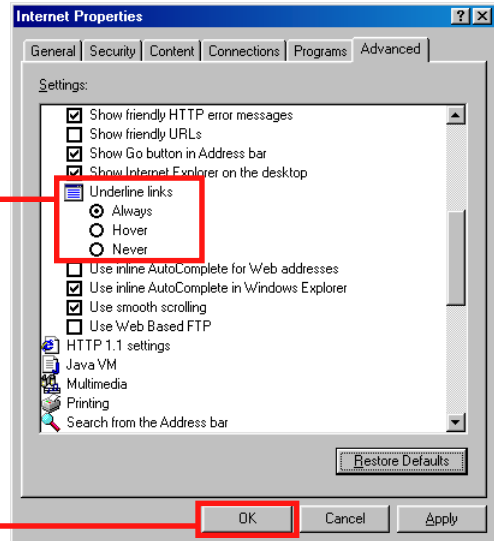 Internet Properties
General Security Content Connections Programs Advanced
Settings:
Show friendly HTTP error messages
Show friendly URLs
Show Go button in Address bar
Show Internet Explorer on the desktop
Underline links
Always
Hover
Never
Use inline AutoComplete for Web addresses
Use inline AutoComplete in Windows Explorer
Use smooth scrolling
Use Web Based FTP
HTTP 1.1 settings
Java VM
Multimedia
Printing
Search from the Address bar
Restore Defaults
OK Cancel Apply